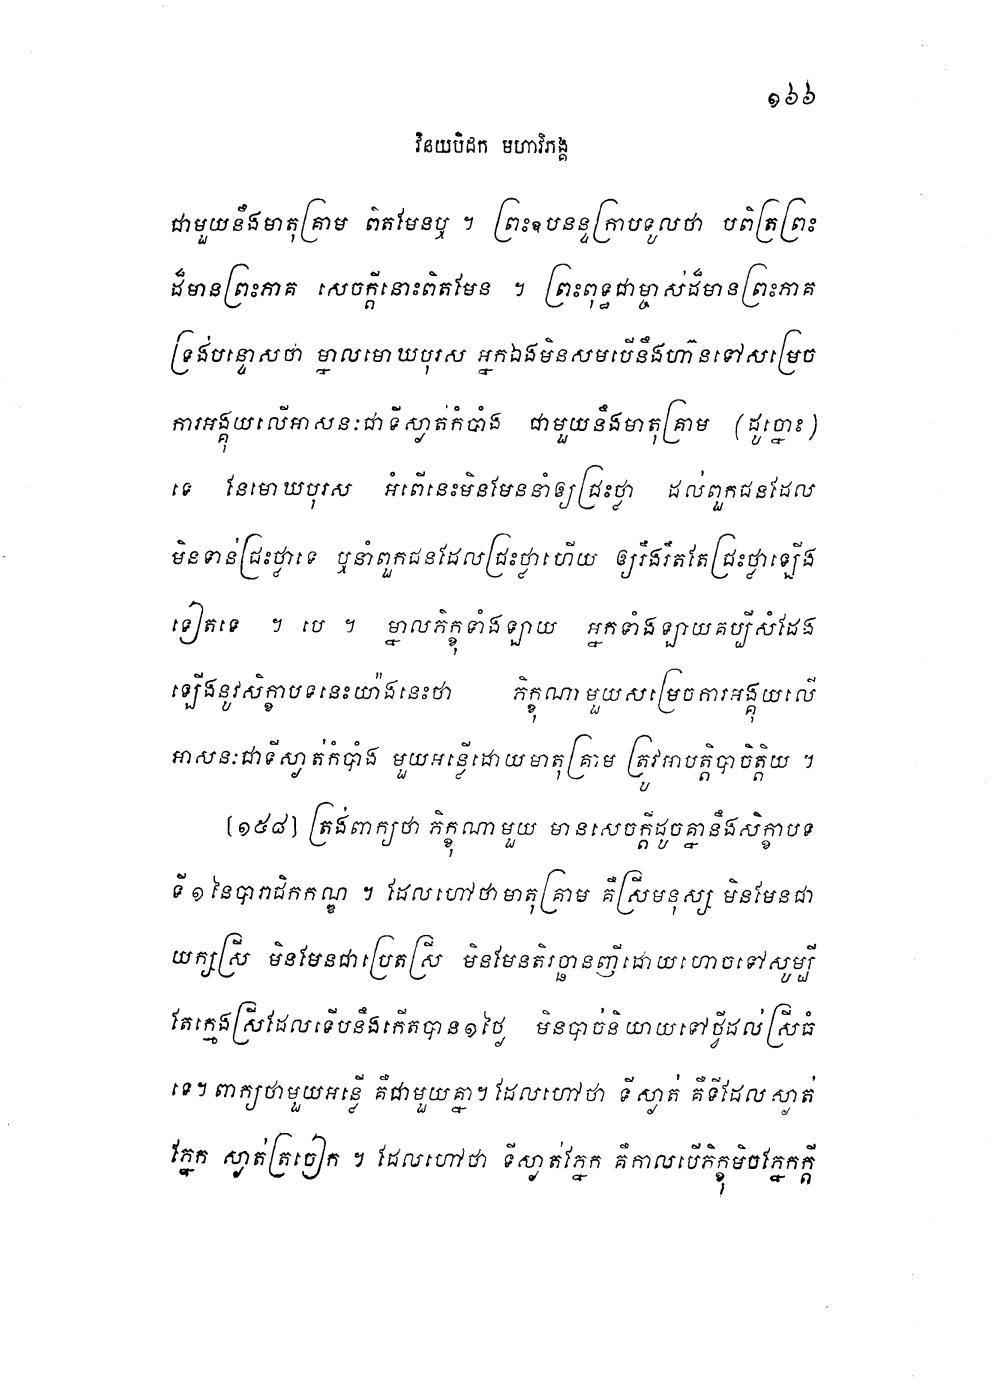 ១៦៦
វិនយបិដក មហាវិភង្គ
ជាមួយនឹងមាតុគ្រាម ពិតមែនឬ ។ ព្រះឧបនន្ទក្រាបទូលថា បពិត្រព្រះ
ដ៏មានព្រះភាគ សេចក្តីនោះពិតមែន ។ ព្រះពុទ្ធជាម្ចាស់ដ៏មានព្រះភាគ
ទ្រង់បន្ទោសថា ម្នាលមោឃបុរស អ្នកឯងមិនសមបើនឹងហ៊ានទៅសម្រេច
ការអង្គុយលើអាសនៈជាទីស្ងាត់កំបាំង ជាមួយនឹងមាតុគ្រាម (ដូច្នោះ)
ទេ នែមោឃបុរស អំពើនេះមិនមែននាំឲ្យជ្រះថ្លា ដល់ពួកជនដែល
មិនទាន់ជ្រះថ្លាទេ ឬនាំពួកជនដែលជ្រះថ្លាហើយ ឲ្យរឹងរឹតតែជ្រះថ្លាឡើង
ទៀតទេ ។ បេ ។ ម្នាលភិក្ខុទាំងឡាយ អ្នកទាំងឡាយគប្បីសំដែង
ឡើងនូវសិក្ខាបទនេះយ៉ាងនេះថា ភិក្ខុណាមួយសម្រេចការអង្គុយលើ
អាសនៈជាទីស្ងាត់កំបាំង មួយអន្លើដោយមាតុគ្រាម ត្រូវអាបត្តិបាចិត្តិយ ។
[១៥៨] ត្រង់ពាក្យថា ភិក្ខុណាមួយ មានសេចក្តីដូចគ្នានឹងសិក្ខាបទ
ទី១នៃបារាជិកកណ្ឌ ។ ដែលហៅថាមាតុគ្រាម គឺស្រីមនុស្ស មិនមែនជា
យក្សស្រី មិនមែនជាប្រេតស្រី មិនមែនតិរច្ឆានញីដោយហោចទៅសូម្បី
តែក្មេងស្រីដែលទើបនឹងកើតបាន១ថ្ងៃ មិនបាច់និយាយទៅថ្វីដល់ស្រីធំ
ទេ។ ពាក្យថាមួយអន្លើ គឺជាមួយគ្នា។ ដែលហៅថា ទីស្ងាត់ គឺទីដែលស្ងាត់
ភ្នែក ស្ងាត់ត្រចៀក ។ ដែលហៅថា ទីស្ងាត់ភ្នែក គឺកាលបើភិក្ខុមិចភ្នែកក្តី